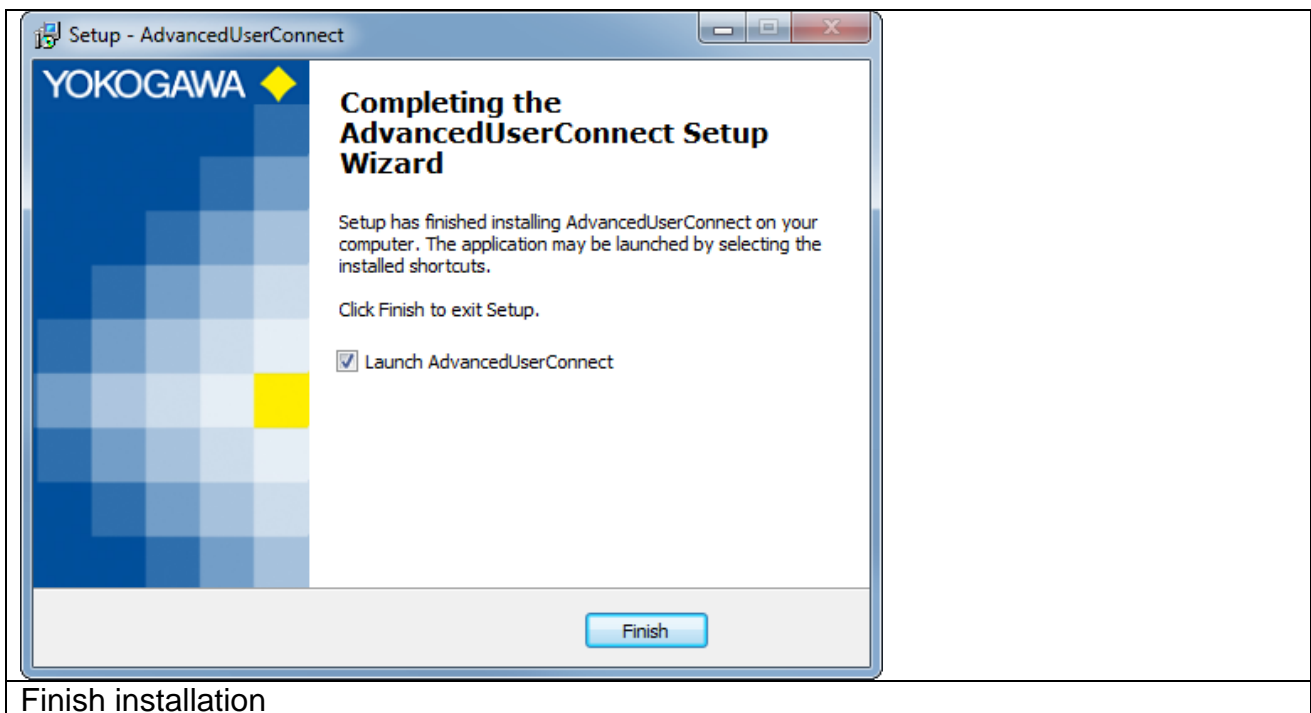 Setup - AdvancedUserConnect
YOKOGAWA
Completing the
AdvancedUserConnect Setup
Wizard
Setup has finished installing AdvancedUserConnect on your
computer. The application may be launched by selecting the
installed shortcuts.
Click Finish to exit Setup.
Launch AdvancedUserConnect
Finish
Finish installation